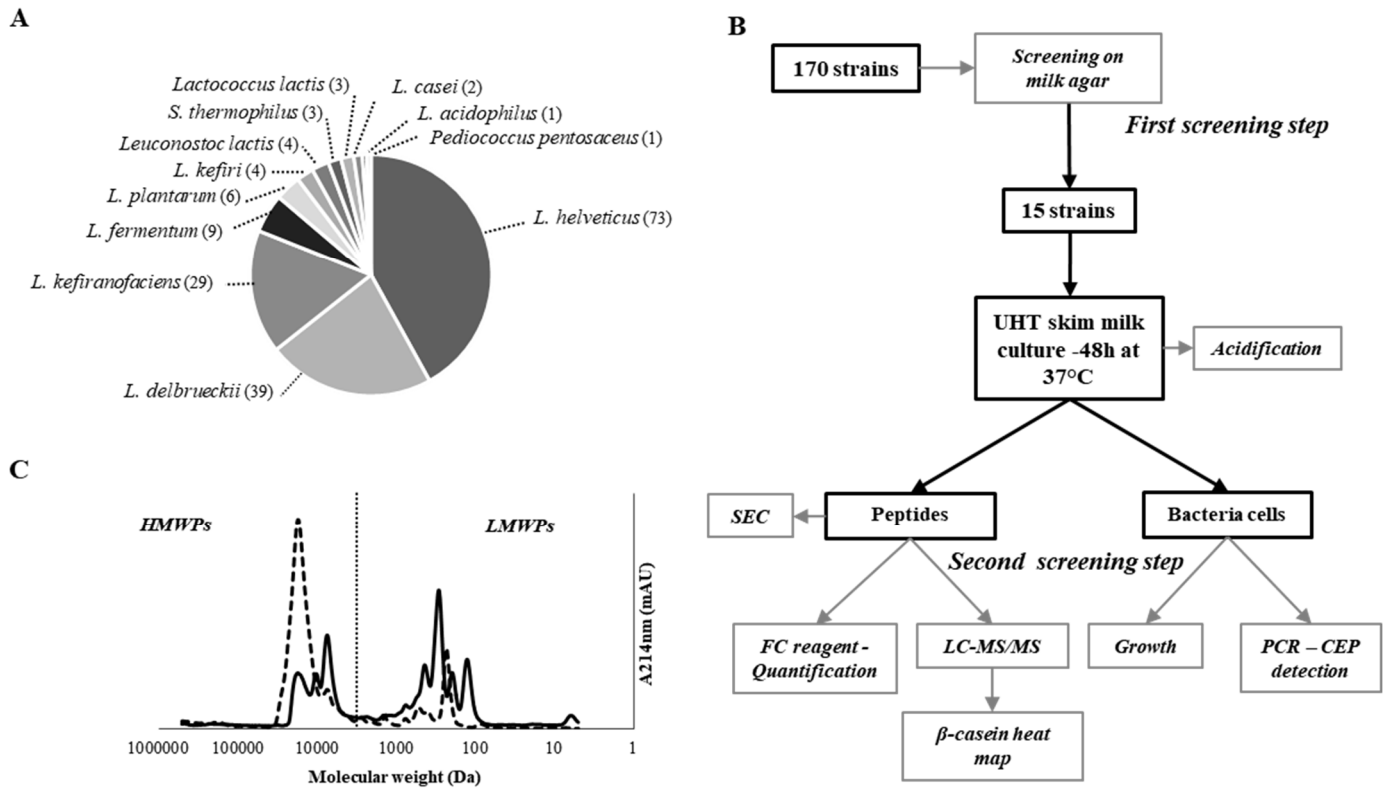 A
Lactococcus lactis (3)
L. casei (2)
S. thermophilus (3)
L. acidophilus (1)
Leuconostoc lactis (4)
Pediococcus pentosaceus (1)
L. kefiri (4)
L. plantarum (6)
L. helveticus (73)
L. fermentum (9)
L. kefiranofaciens (29)
L. delbrueckii (39)
B
170 strains
Screening on
milk agar
First screening step
15 strains
UHT skim milk
culture -48h at
37°C
Acidification
SEC
Peptides
Bacteria cells
Second screening step
FC reagent -
Quantification
LC-MS/MS
Growth
PCR – CEP
detection
β-casein heat
map
C
HMWPs
LMWPs
A214nm (mAU)
1000000 100000 10000 1000 100 10 1
Molecular weight (Da)